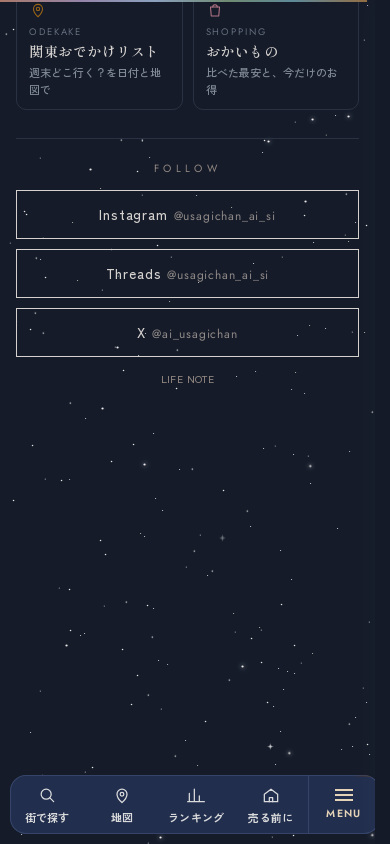 ODEKAKE
関東おでかけリスト
週末どこ行く？を日付と地
図で
SHOPPING
おかいもの
比べた最安と、今だけのお
得
FOLLOW
Instagram @usagichan_ai_si
Threads @usagichan_ai_si
X @ai_usagichan
LIFE NOTE
街で探す
地図
ランキング
売る前に
MENU